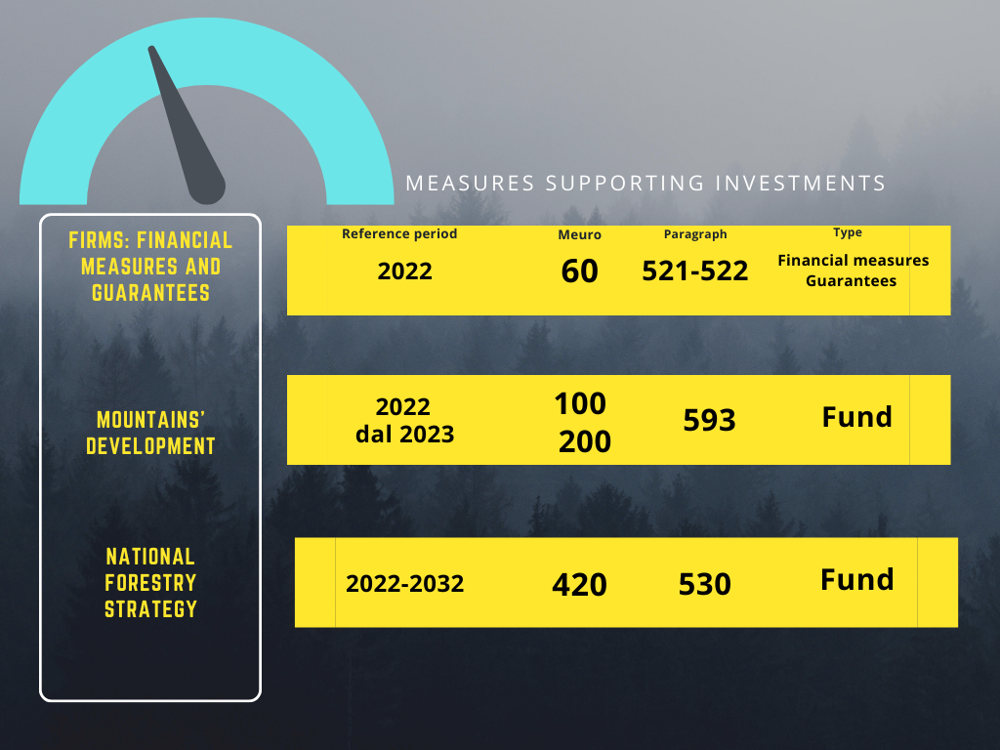 MEASURES SUPPORTING INVESTMENTS
FIRMS: FINANCIAL
MEASURES AND
GUARANTEES
Reference period Meuro Paragraph Type
2022 60 521-522 Financial measures
Guarantees
MOUNTAINS'
DEVELOPMENT
2022 100 593 Fund
dal 2023 200
NATIONAL
FORESTRY
STRATEGY
2022-2032 420 530 Fund